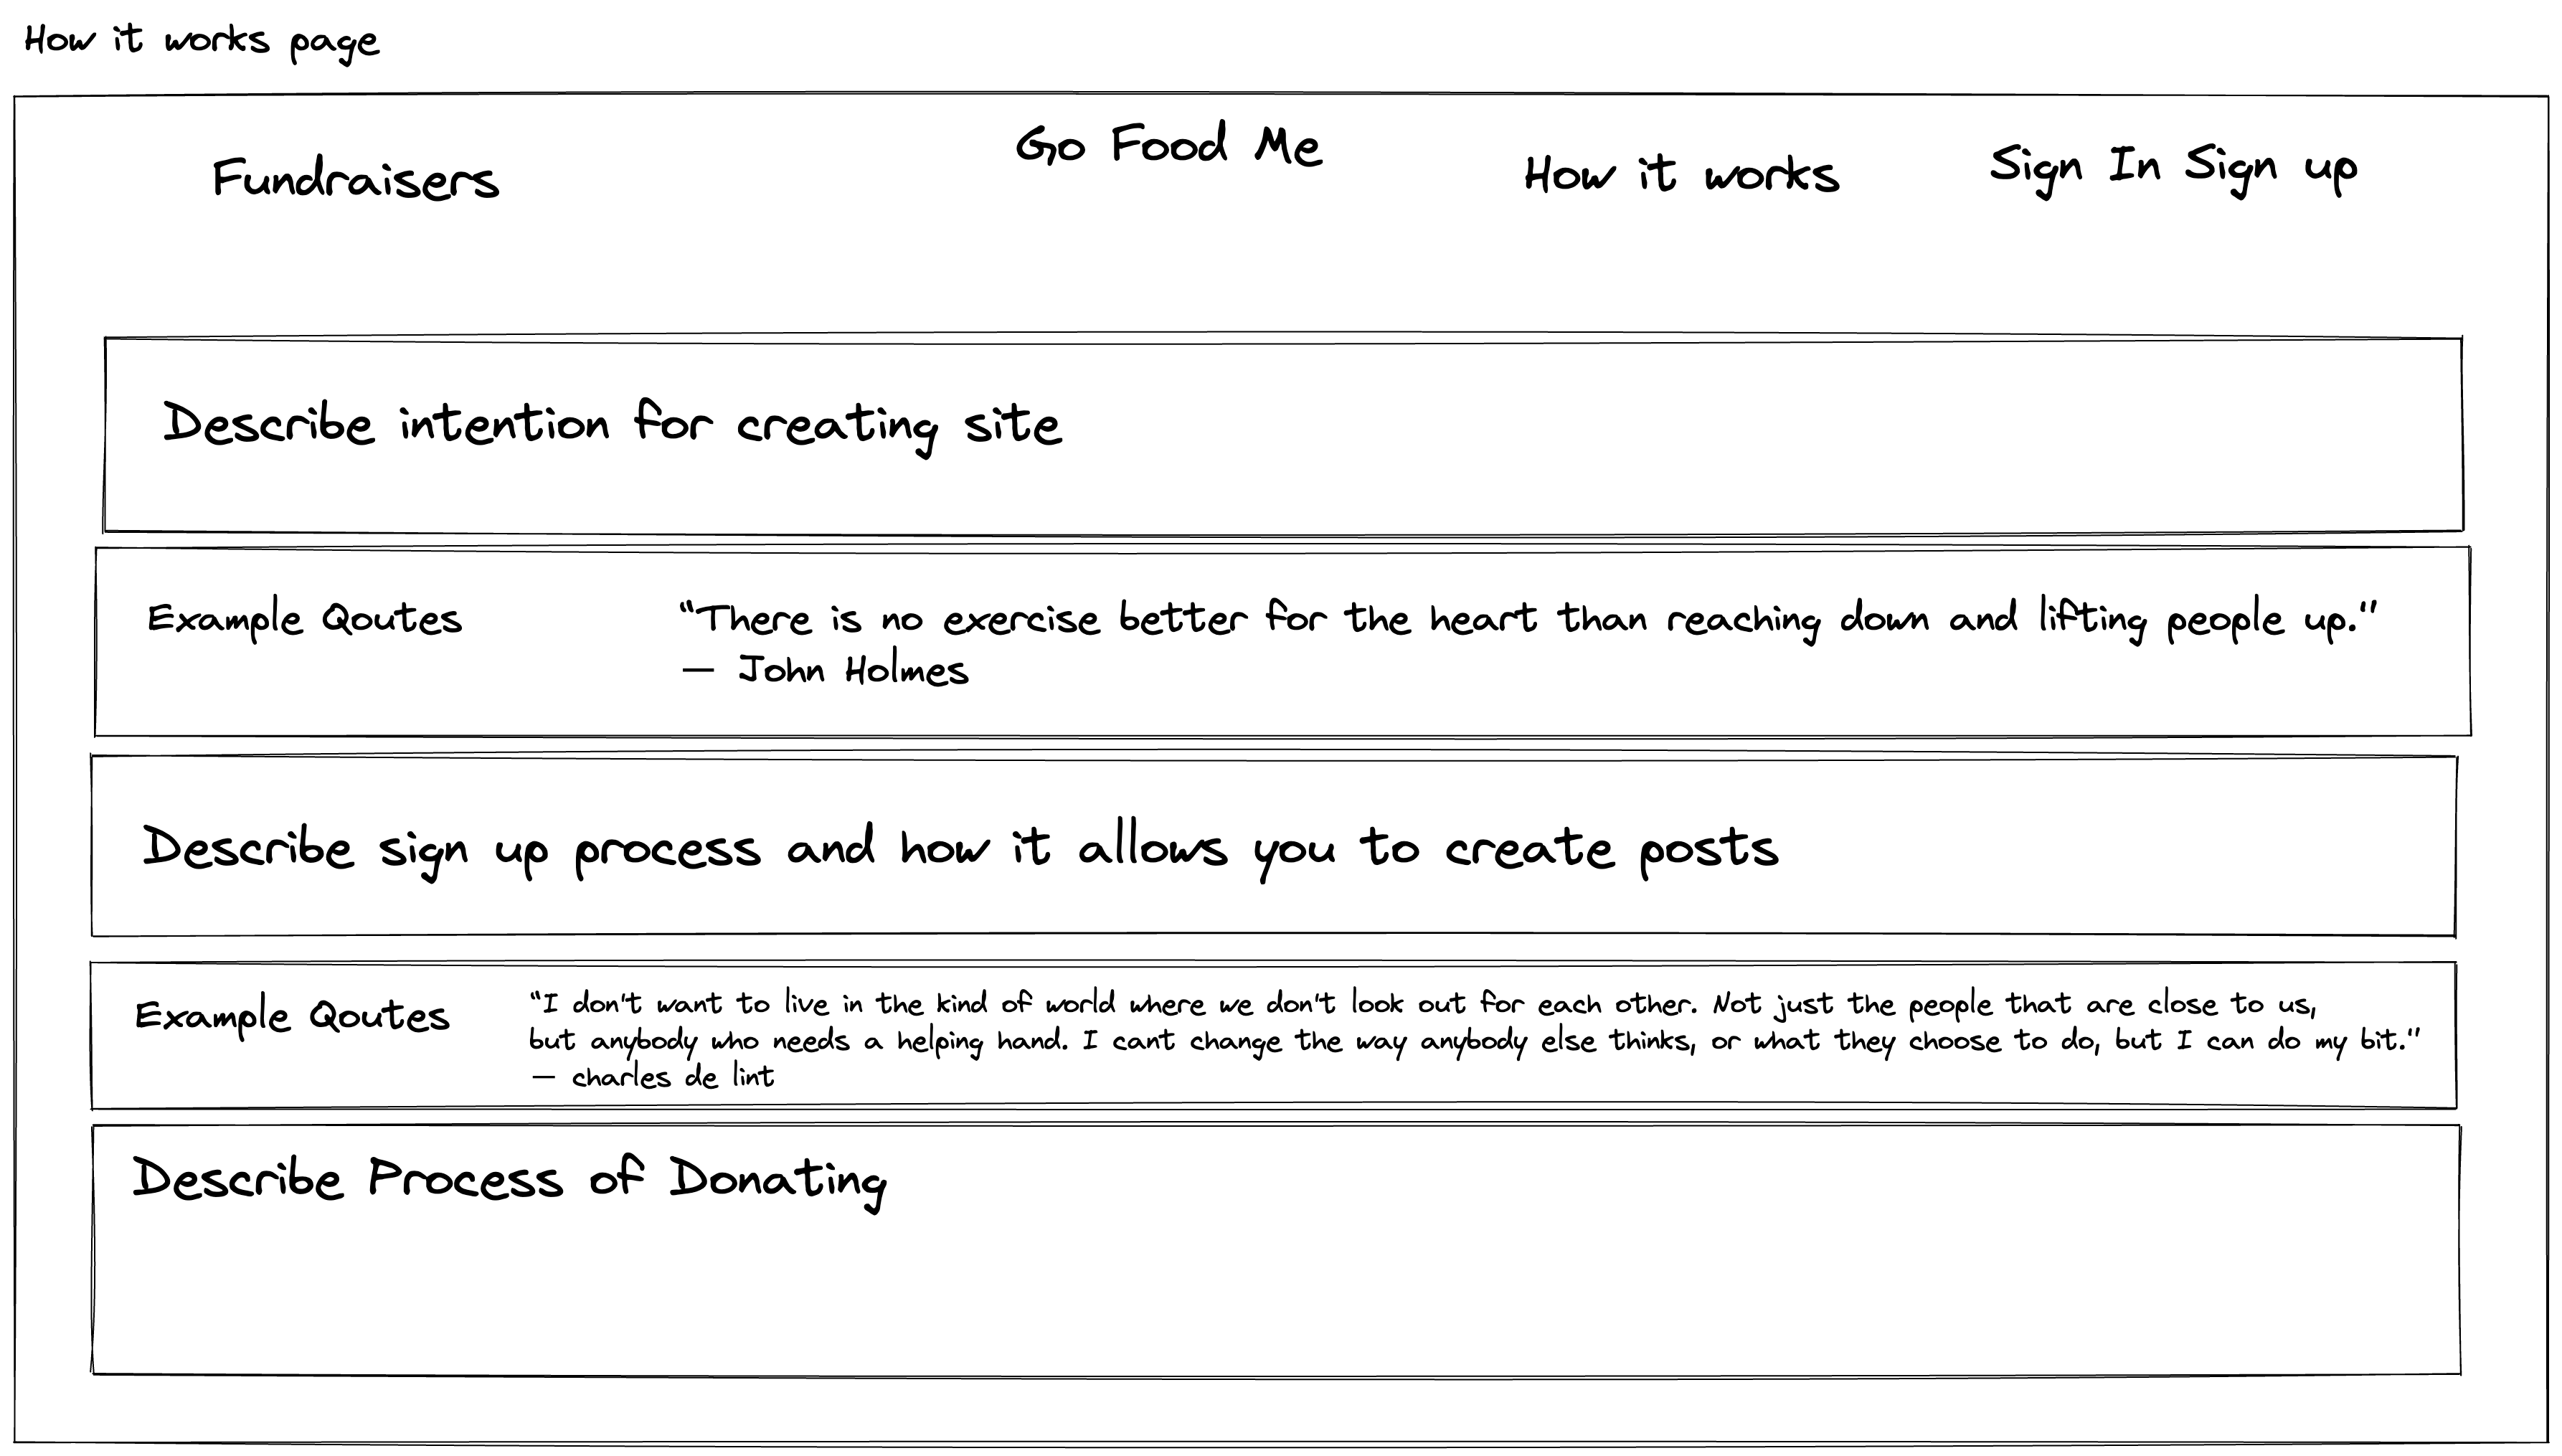 How it works page
Fundraisers
Go Food Me
How it works
Sign In Sign up
Describe intention for creating site
Example Qoutes
“There is no exercise better for the heart than reaching down and lifting people up.”
― John Holmes
Describe sign up process and how it allows you to create posts
Example Qoutes
“I don't want to live in the kind of world where we don't look out for each other. Not just the people that are close to us,
but anybody who needs a helping hand. I cant change the way anybody else thinks, or what they choose to do, but I can do my bit.”
― charles de lint
Describe Process of Donating